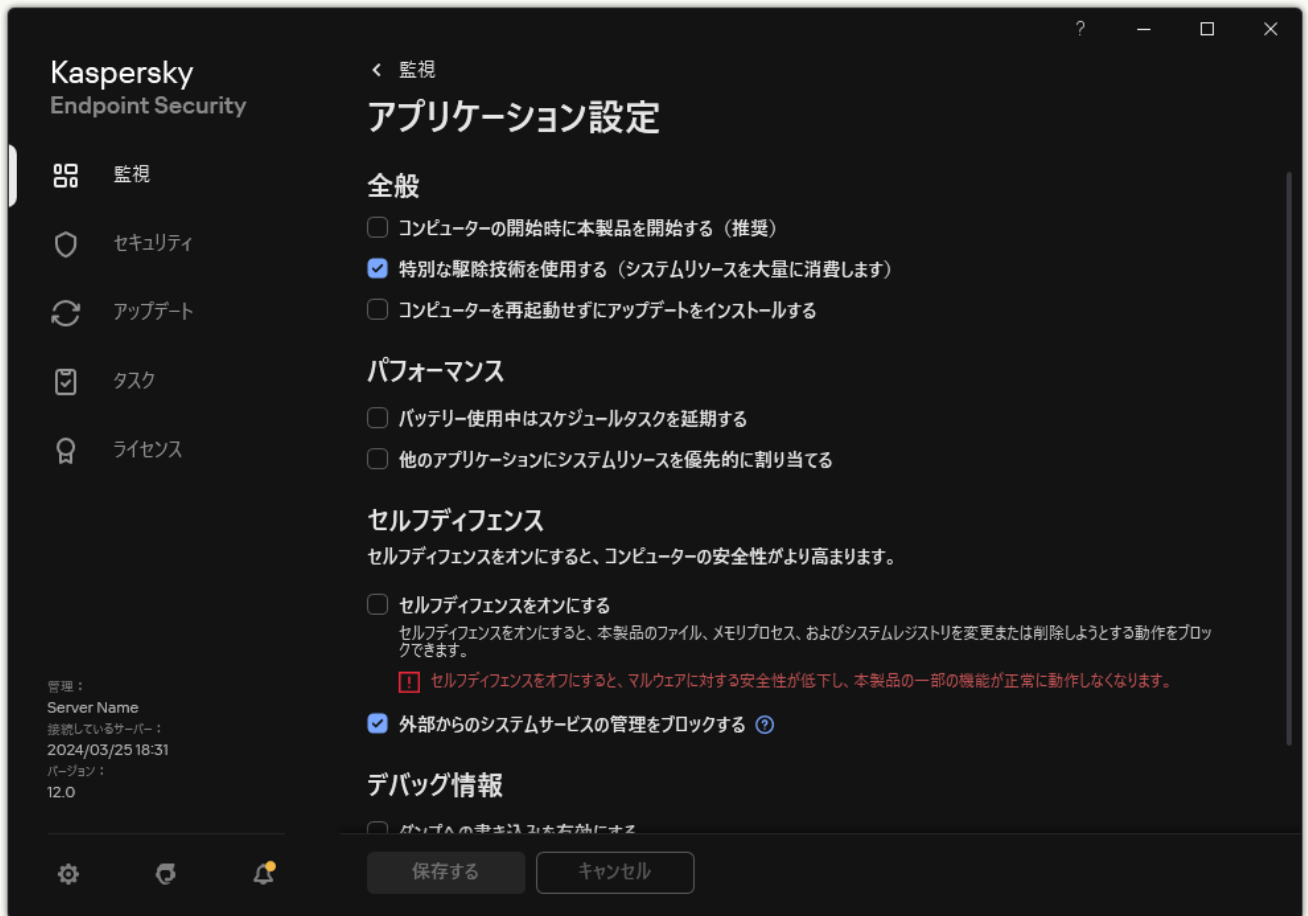 Kaspersky
Endpoint Security
監視
セキュリティ
アップデート
タスク
ライセンス
管理：
Server Name
接続しているサーバー：
2024/03/25 18:31
バージョン：
12.0
?
監視
アプリケーション設定
全般
コンピューターの開始時に本製品を開始する（推奨）
特別な駆除技術を使用する（システムリソースを大量に消費します）
コンピューターを再起動せずにアップデートをインストールする
パフォーマンス
バッテリー使用中はスケジュールタスクを延期する
他のアプリケーションにシステムリソースを優先的に割り当てる
セルフディフェンス
セルフディフェンスをオンにすると、コンピューターの安全性がより高まります。
セルフディフェンスをオンにする
セルフディフェンスをオンにすると、本製品のファイル、メモリプロセス、およびシステムレジストリを変更または削除しようとする動作をブロッ
クできます。
! セルフディフェンスをオフにすると、マルウェアに対する安全性が低下し、本製品の一部の機能が正常に動作しなくなります。
外部からのシステムサービスの管理をブロックする ?
デバッグ情報
ダンプへの書き込みを有効にする
保存する
キャンセル